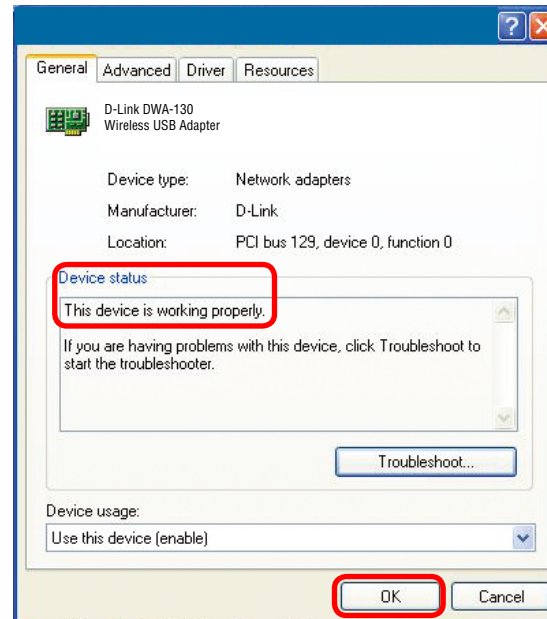 ?
General Advanced Driver Resources
D-Link DWA-130
Wireless USB Adapter
Device type: Network adapters
Manufacturer: D-Link
Location: PCI bus 129, device 0, function 0
Device status
This device is working properly.
If you are having problems with this device, click Troubleshoot to
start the troubleshooter.
Troubleshoot...
Device usage:
Use this device (enable)
OK Cancel